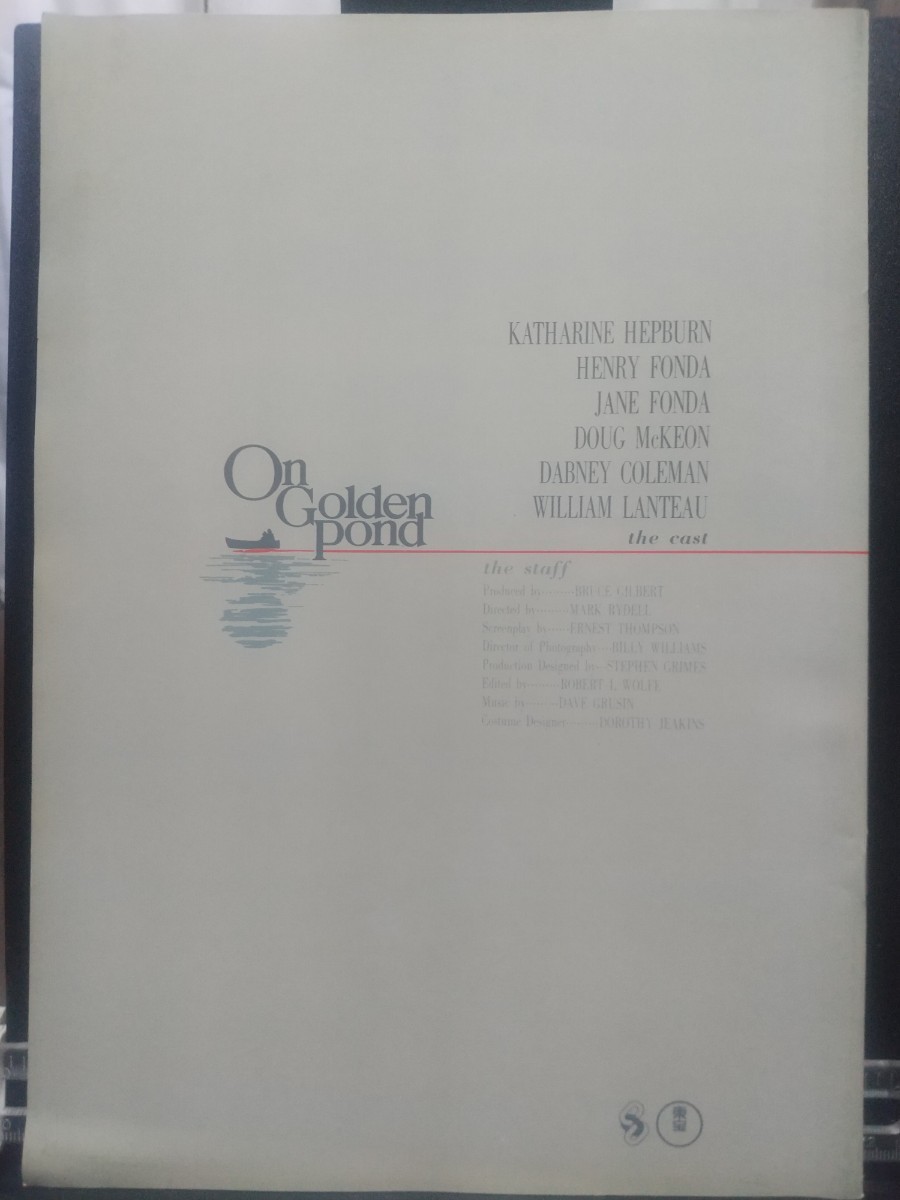 KATHARINE HEPBURN
HENRY FONDA
JANE FONDA
DOUG McKEON
DABNEY COLEMAN
WILLIAM LANTEAU
the cast
On
Golden
pond
the staff
Produced by------BRUCE GILBERT
Directed by------MARK RYDELL
Screenplay by----ERNEST THOMPSON
Director of Photography--BILLY WILLIAMS
Production Designed by--STEPHEN GRIMES
Edited by------ROBERT L. WOLFE
Music by------DAVE GRUSIN
Costume Designer------DOROTHY JEAKINS
東宝